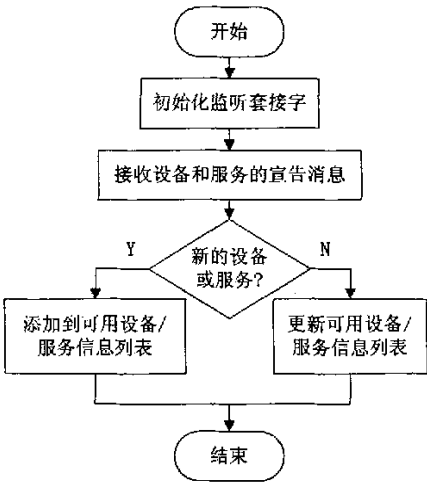 开始
初始化监听套接字
接收设备和服务的宣告消息
新的设备
或服务?
Y
N
添加到可用设备/
服务信息列表
更新可用设备/
服务信息列表
结束